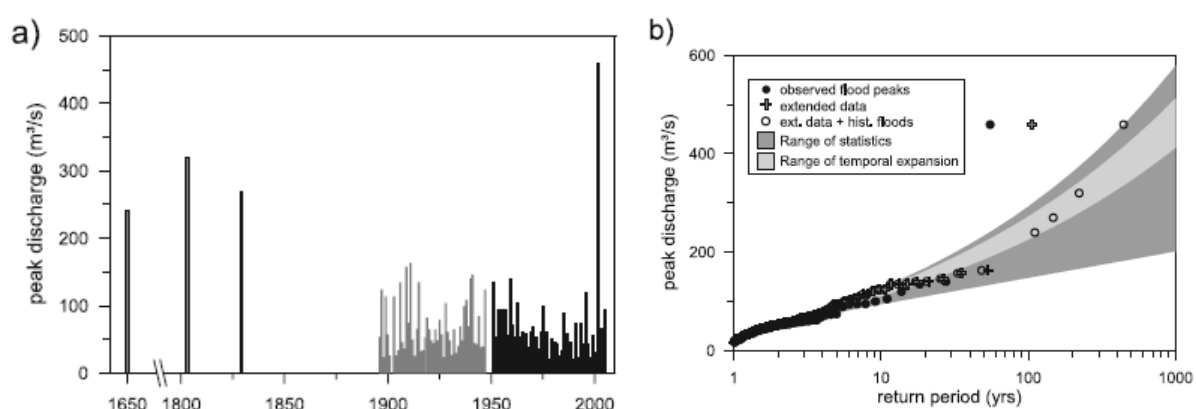 a)
500
400
300
200
100
0
peak discharge (m³/s)
1650
1800
1850
1900
1950
2000
b)
600
400
200
0
peak discharge (m³/s)
observed flood peaks
extended data
ext. data + hist. floods
Range of statistics
Range of temporal expansion
1
10
100
1000
return period (yrs)